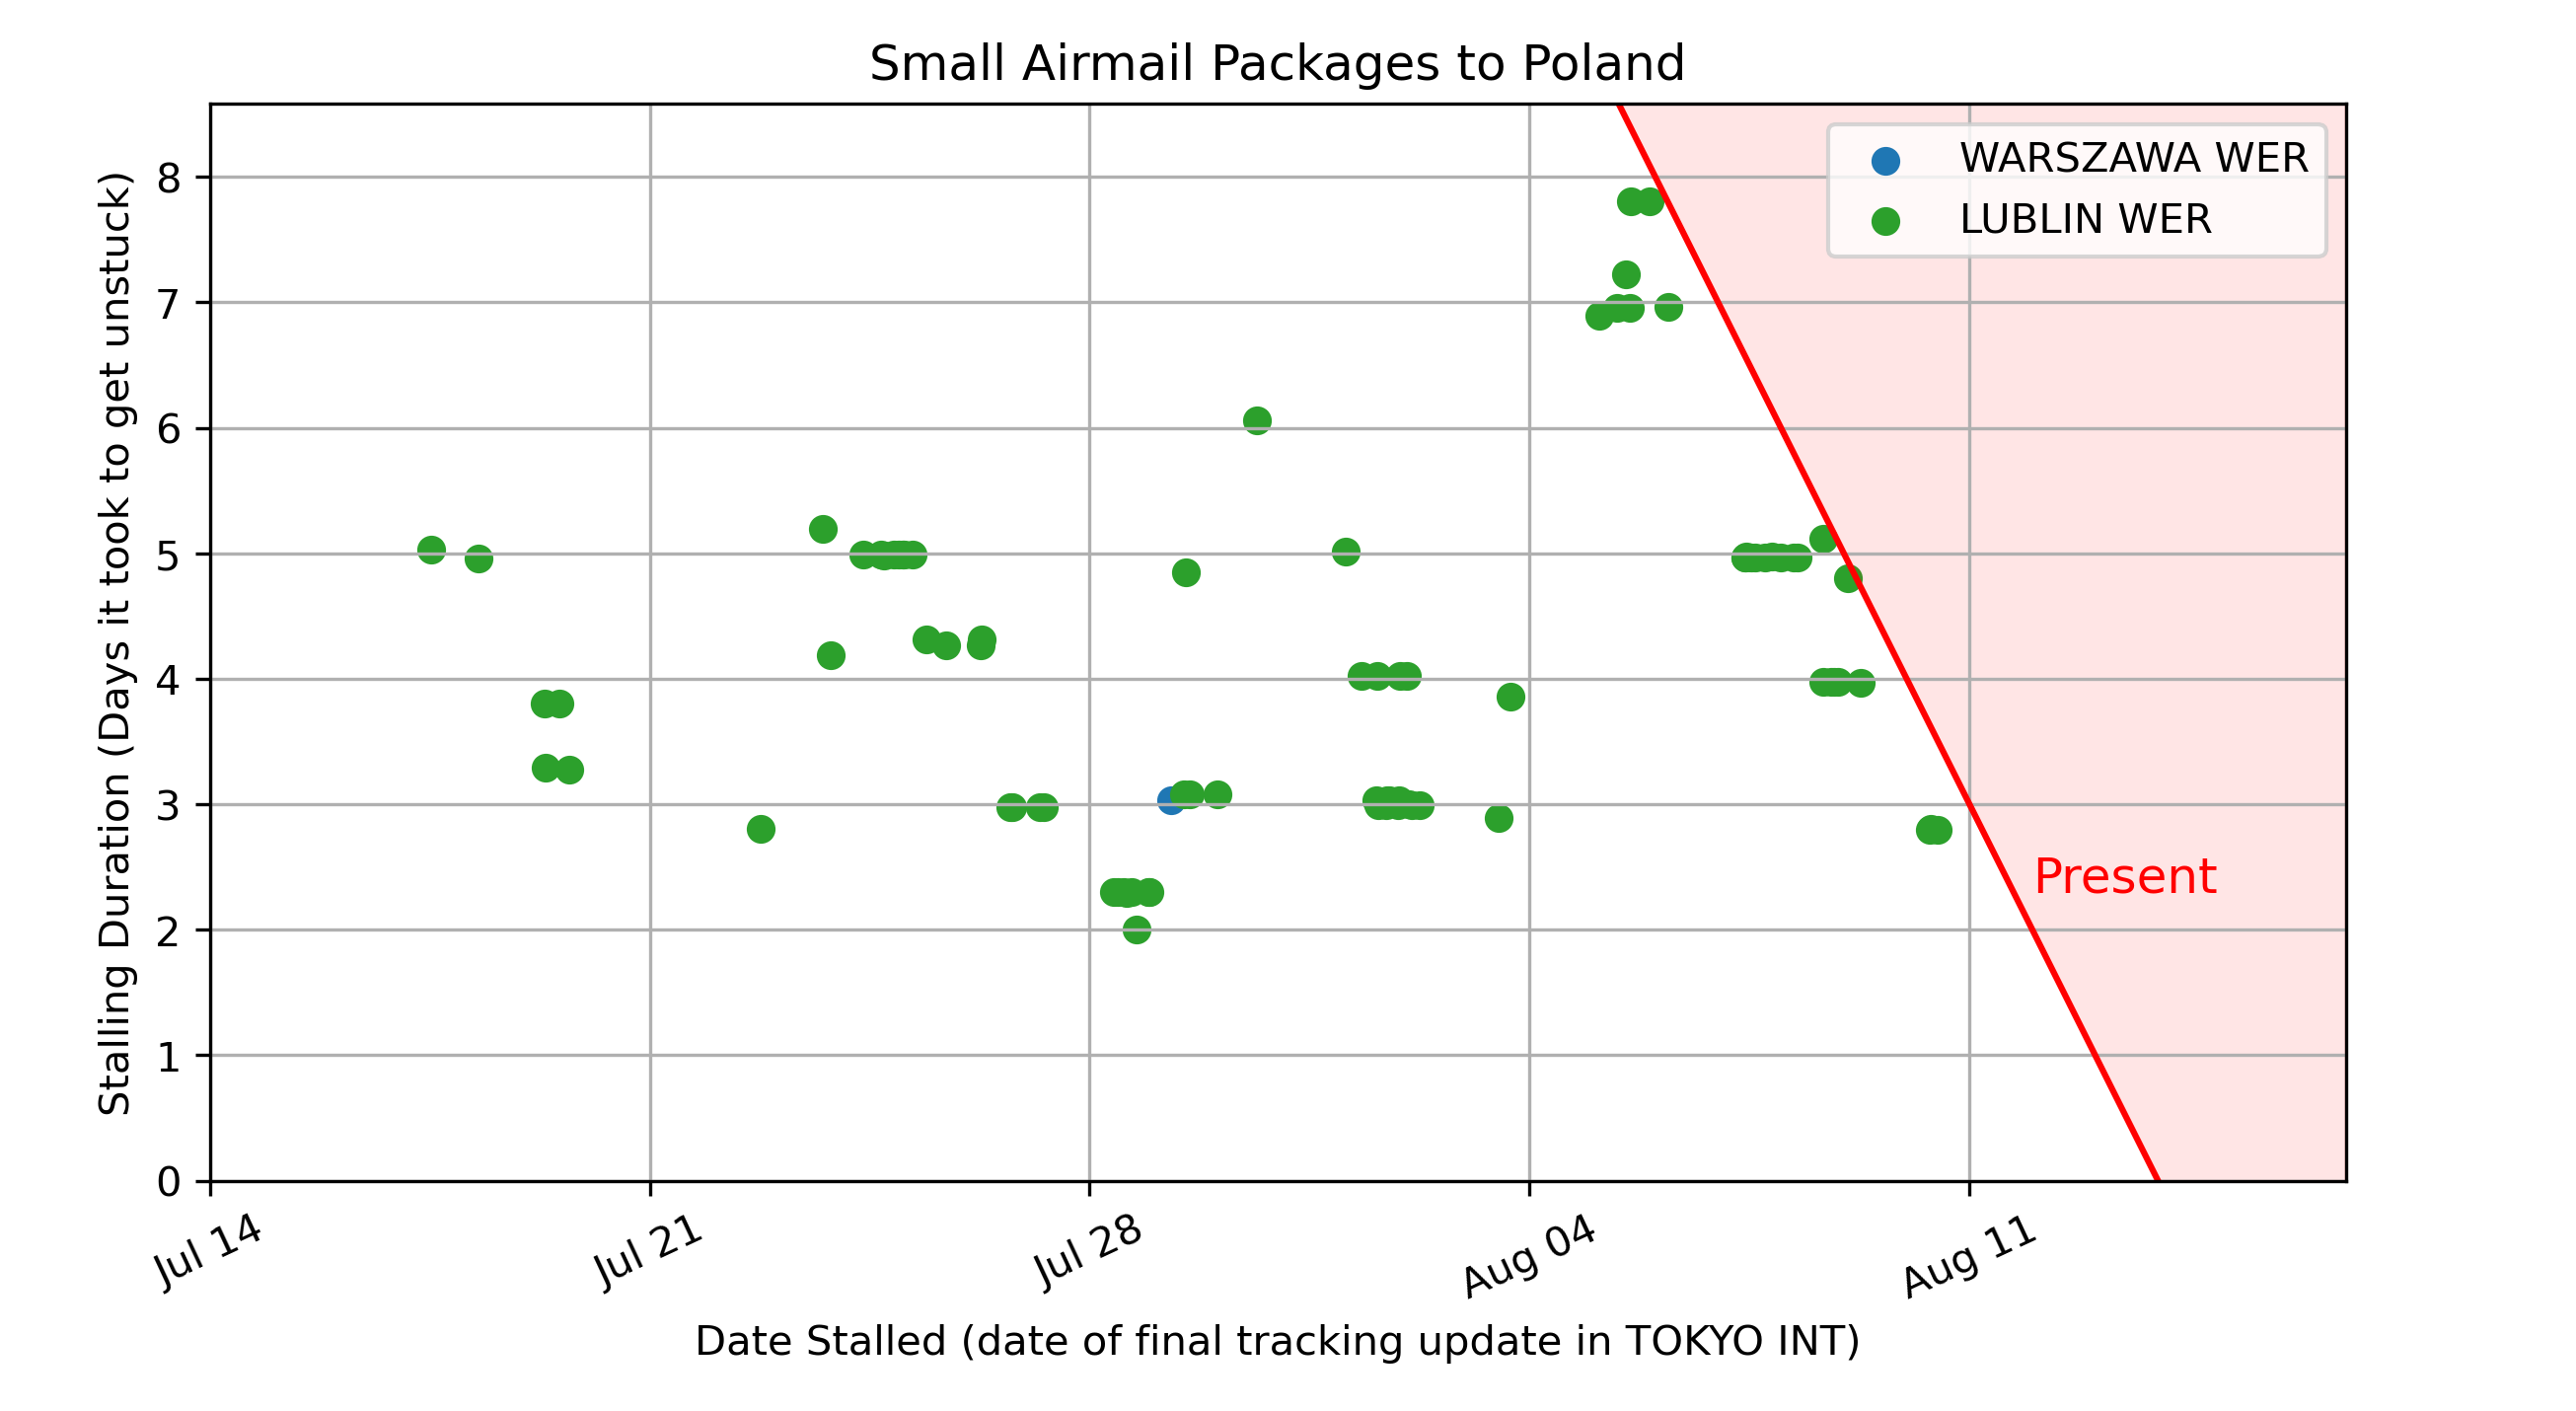 Small Airmail Packages to Poland
Stalling Duration (Days it took to get unstuck)
8
7
6
5
4
3
2
1
0
WARSZAWA WER
LUBLIN WER
Present
Jul 14
Jul 21
Jul 28
Aug 04
Aug 11
Date Stalled (date of final tracking update in TOKYO INT)